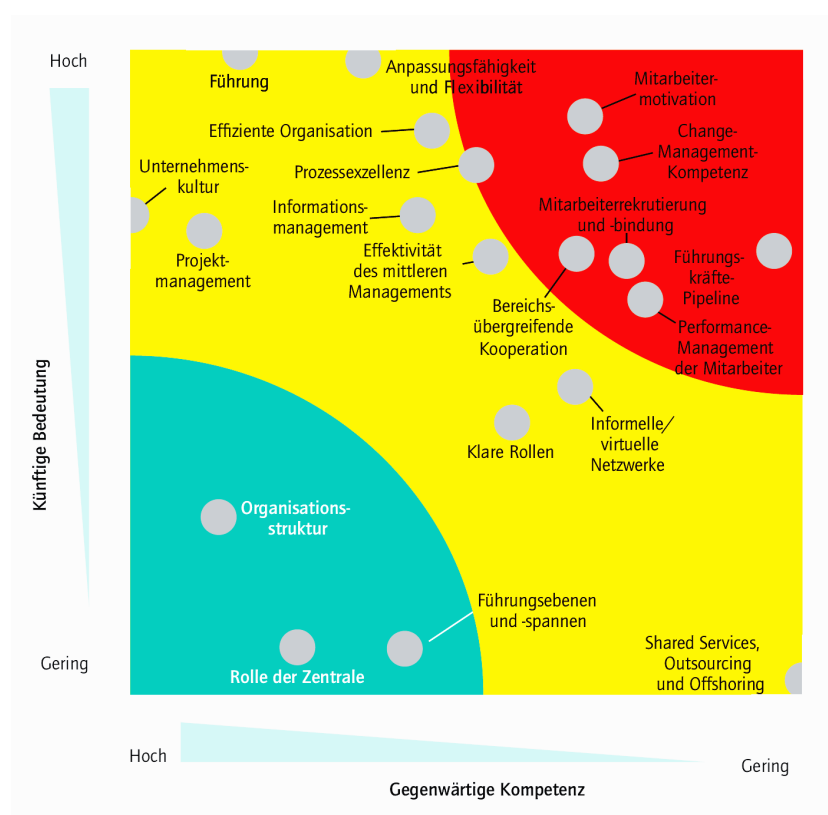 Hoch
Führung
Anpassungsfähigkeit
und Flexibilität
Mitarbeiter-
motivation
Effiziente Organisation
Change-
Management-
Kompetenz
Unternehmens-
kultur
Prozessexzellenz
Informations-
management
Mitarbeiterrekrutierung
und -bindung
Projekt-
management
Effektivität
des mittleren
Managements
Führungs-
kräfte-
Pipeline
Bereichs-
übergreifende
Kooperation
Performance-
Management
der Mitarbeiter
Künftige Bedeutung
Klare Rollen
Informelle/
virtuelle
Netzwerke
Organisations-
struktur
Führungsebenen
und -spannen
Gering
Rolle der Zentrale
Shared Services,
Outsourcing
und Offshoring
Hoch
Gering
Gegenwärtige Kompetenz